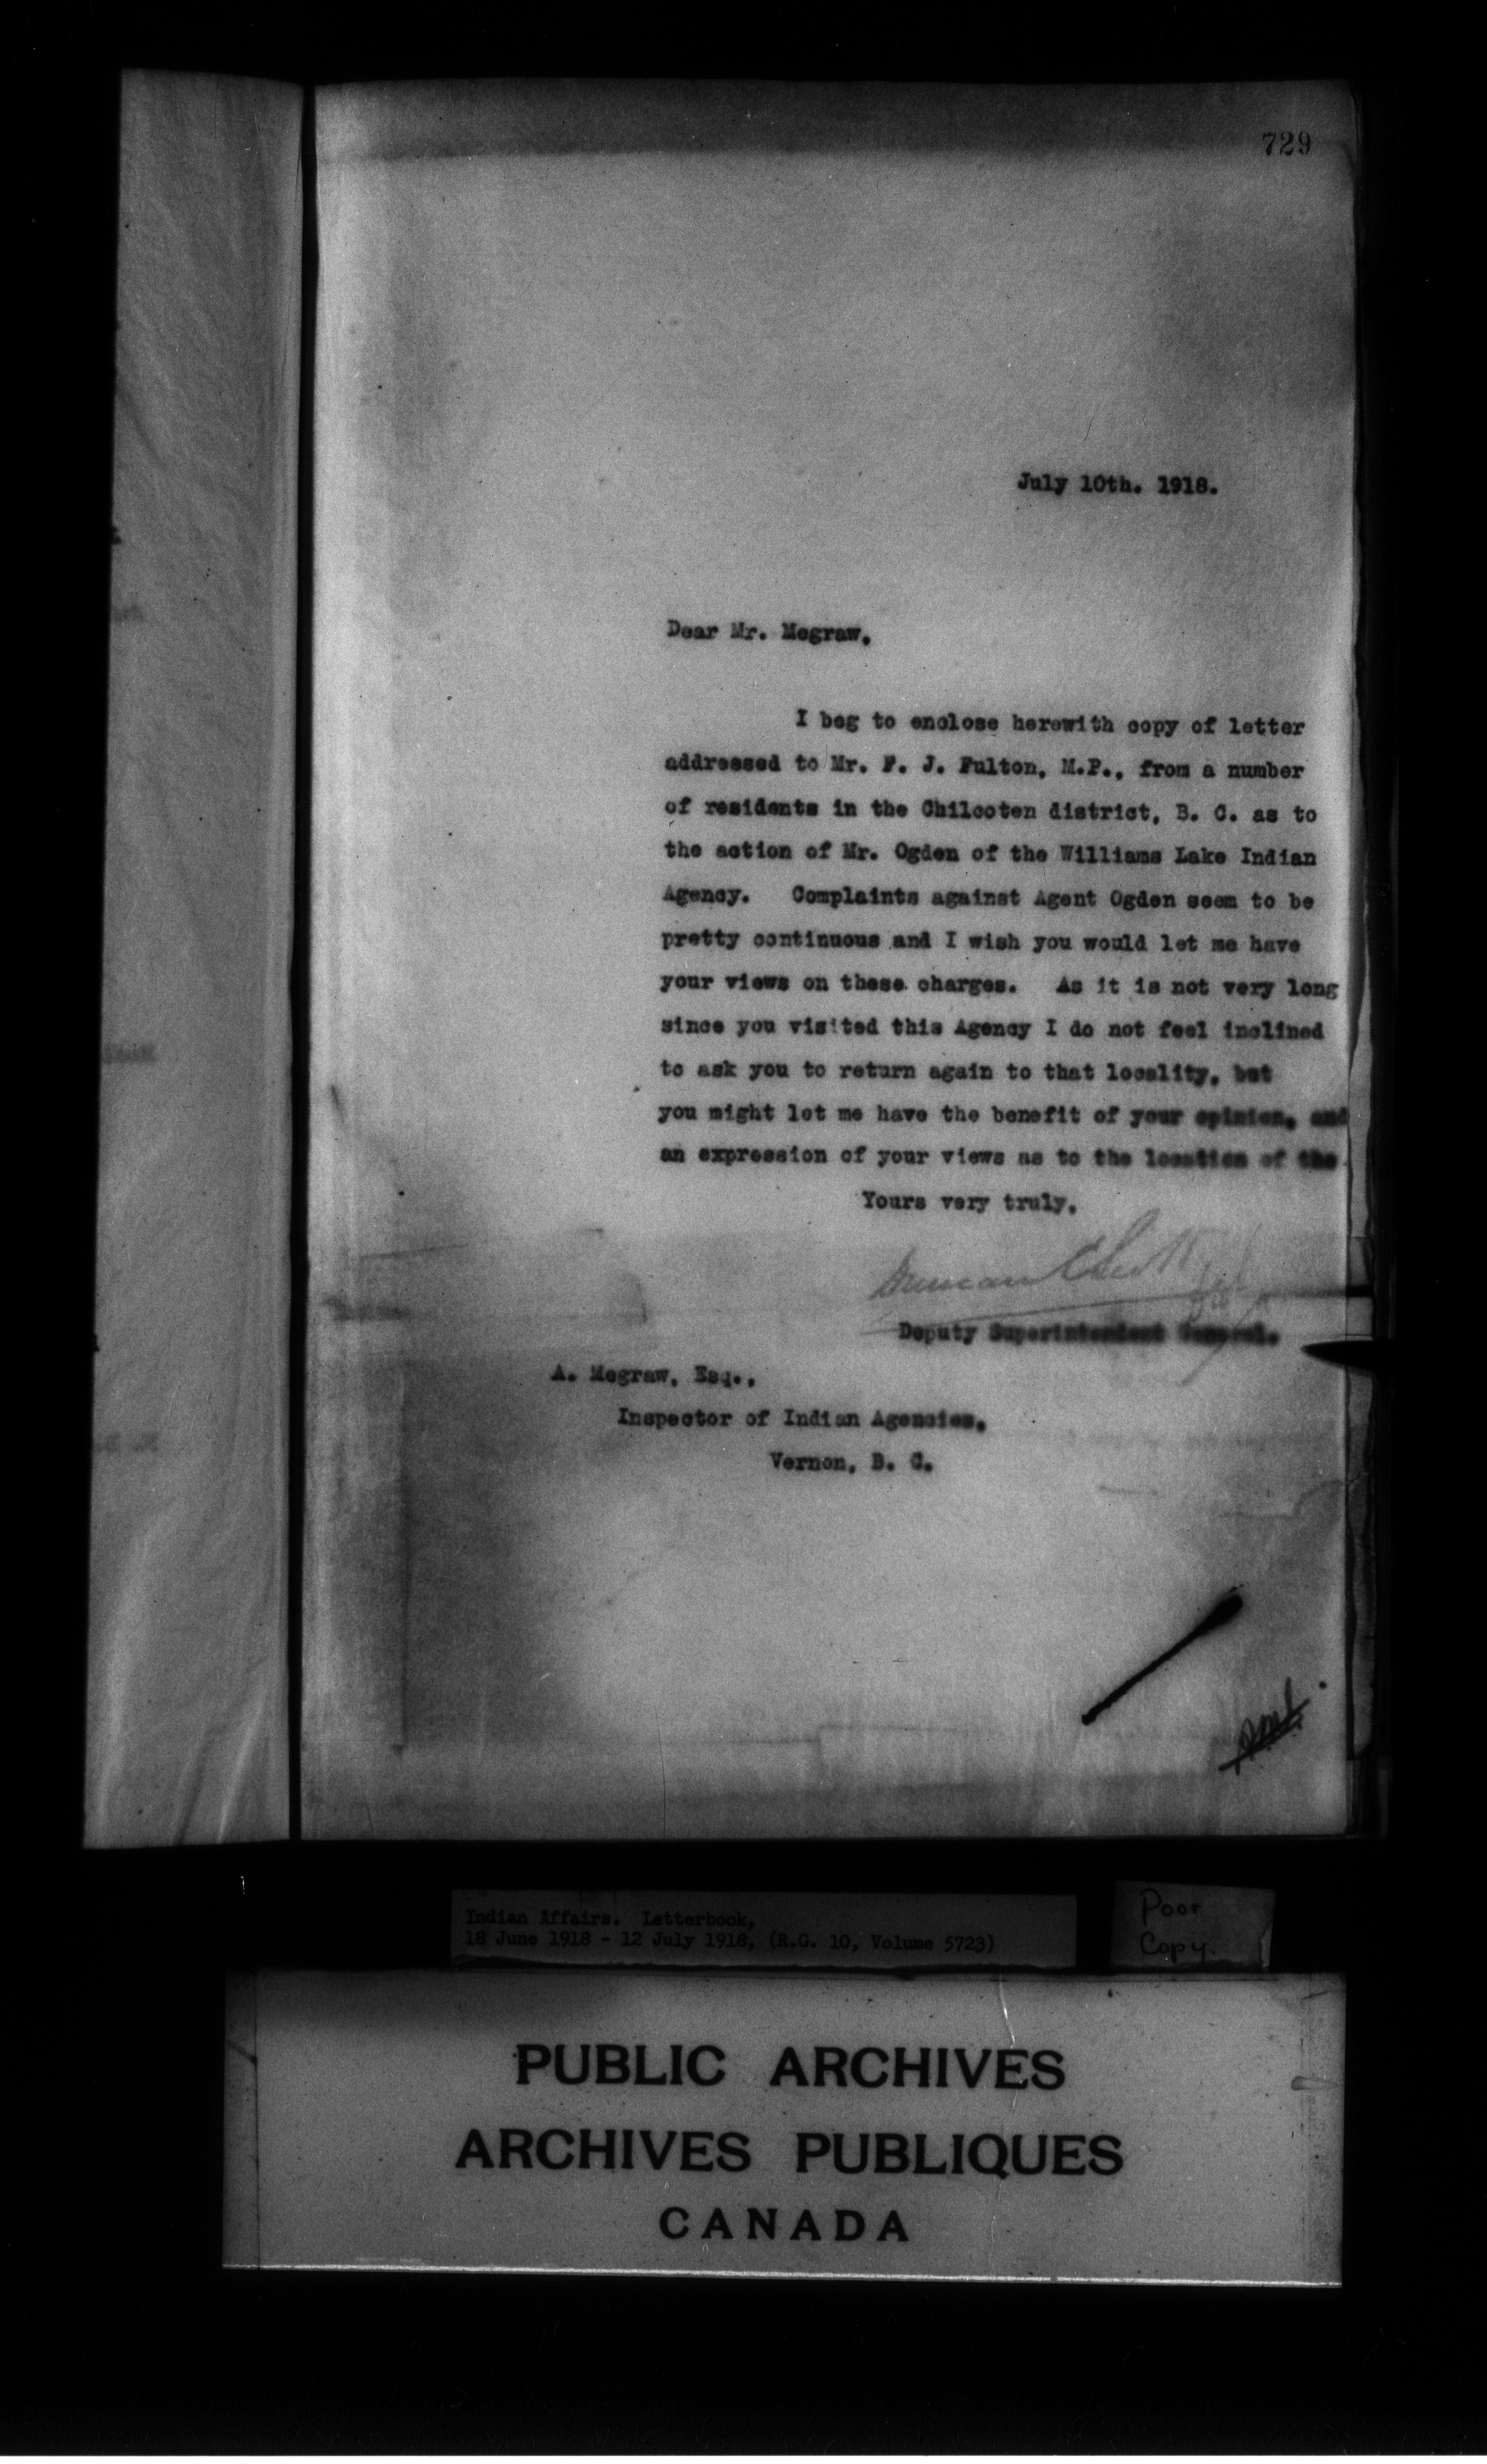 729
July 10th. 1918.
Dear Mr. Megraw,
I beg to enclose herewith copy of letter
addressed to Mr. F. J. Fulton, M.P., from a number
of residents in the Chilcoten district, B. C. as to
the action of Mr. Ogden of the Williams Lake Indian
Agency. Complaints against Agent Ogden seem to be
pretty continuous and I wish you would let me have
your views on these charges. As it is not very long
since you visited this Agency I do not feel inclined
to ask you to return again to that locality, but
you might let me have the benefit of your opinion, and
an expression of your views as to the location of the
Yours very truly,
Duncan C Scott
Deputy Superintendent General.
A. Megraw, Esq.,
Inspector of Indian Agencies,
Vernon, B. C.
Indian Affairs. Letterbook,
18 June 1918 - 12 July 1918, (R.G. 10, Volume 5723)
Poor
Copy.
PUBLIC ARCHIVES
ARCHIVES PUBLIQUES
CANADA